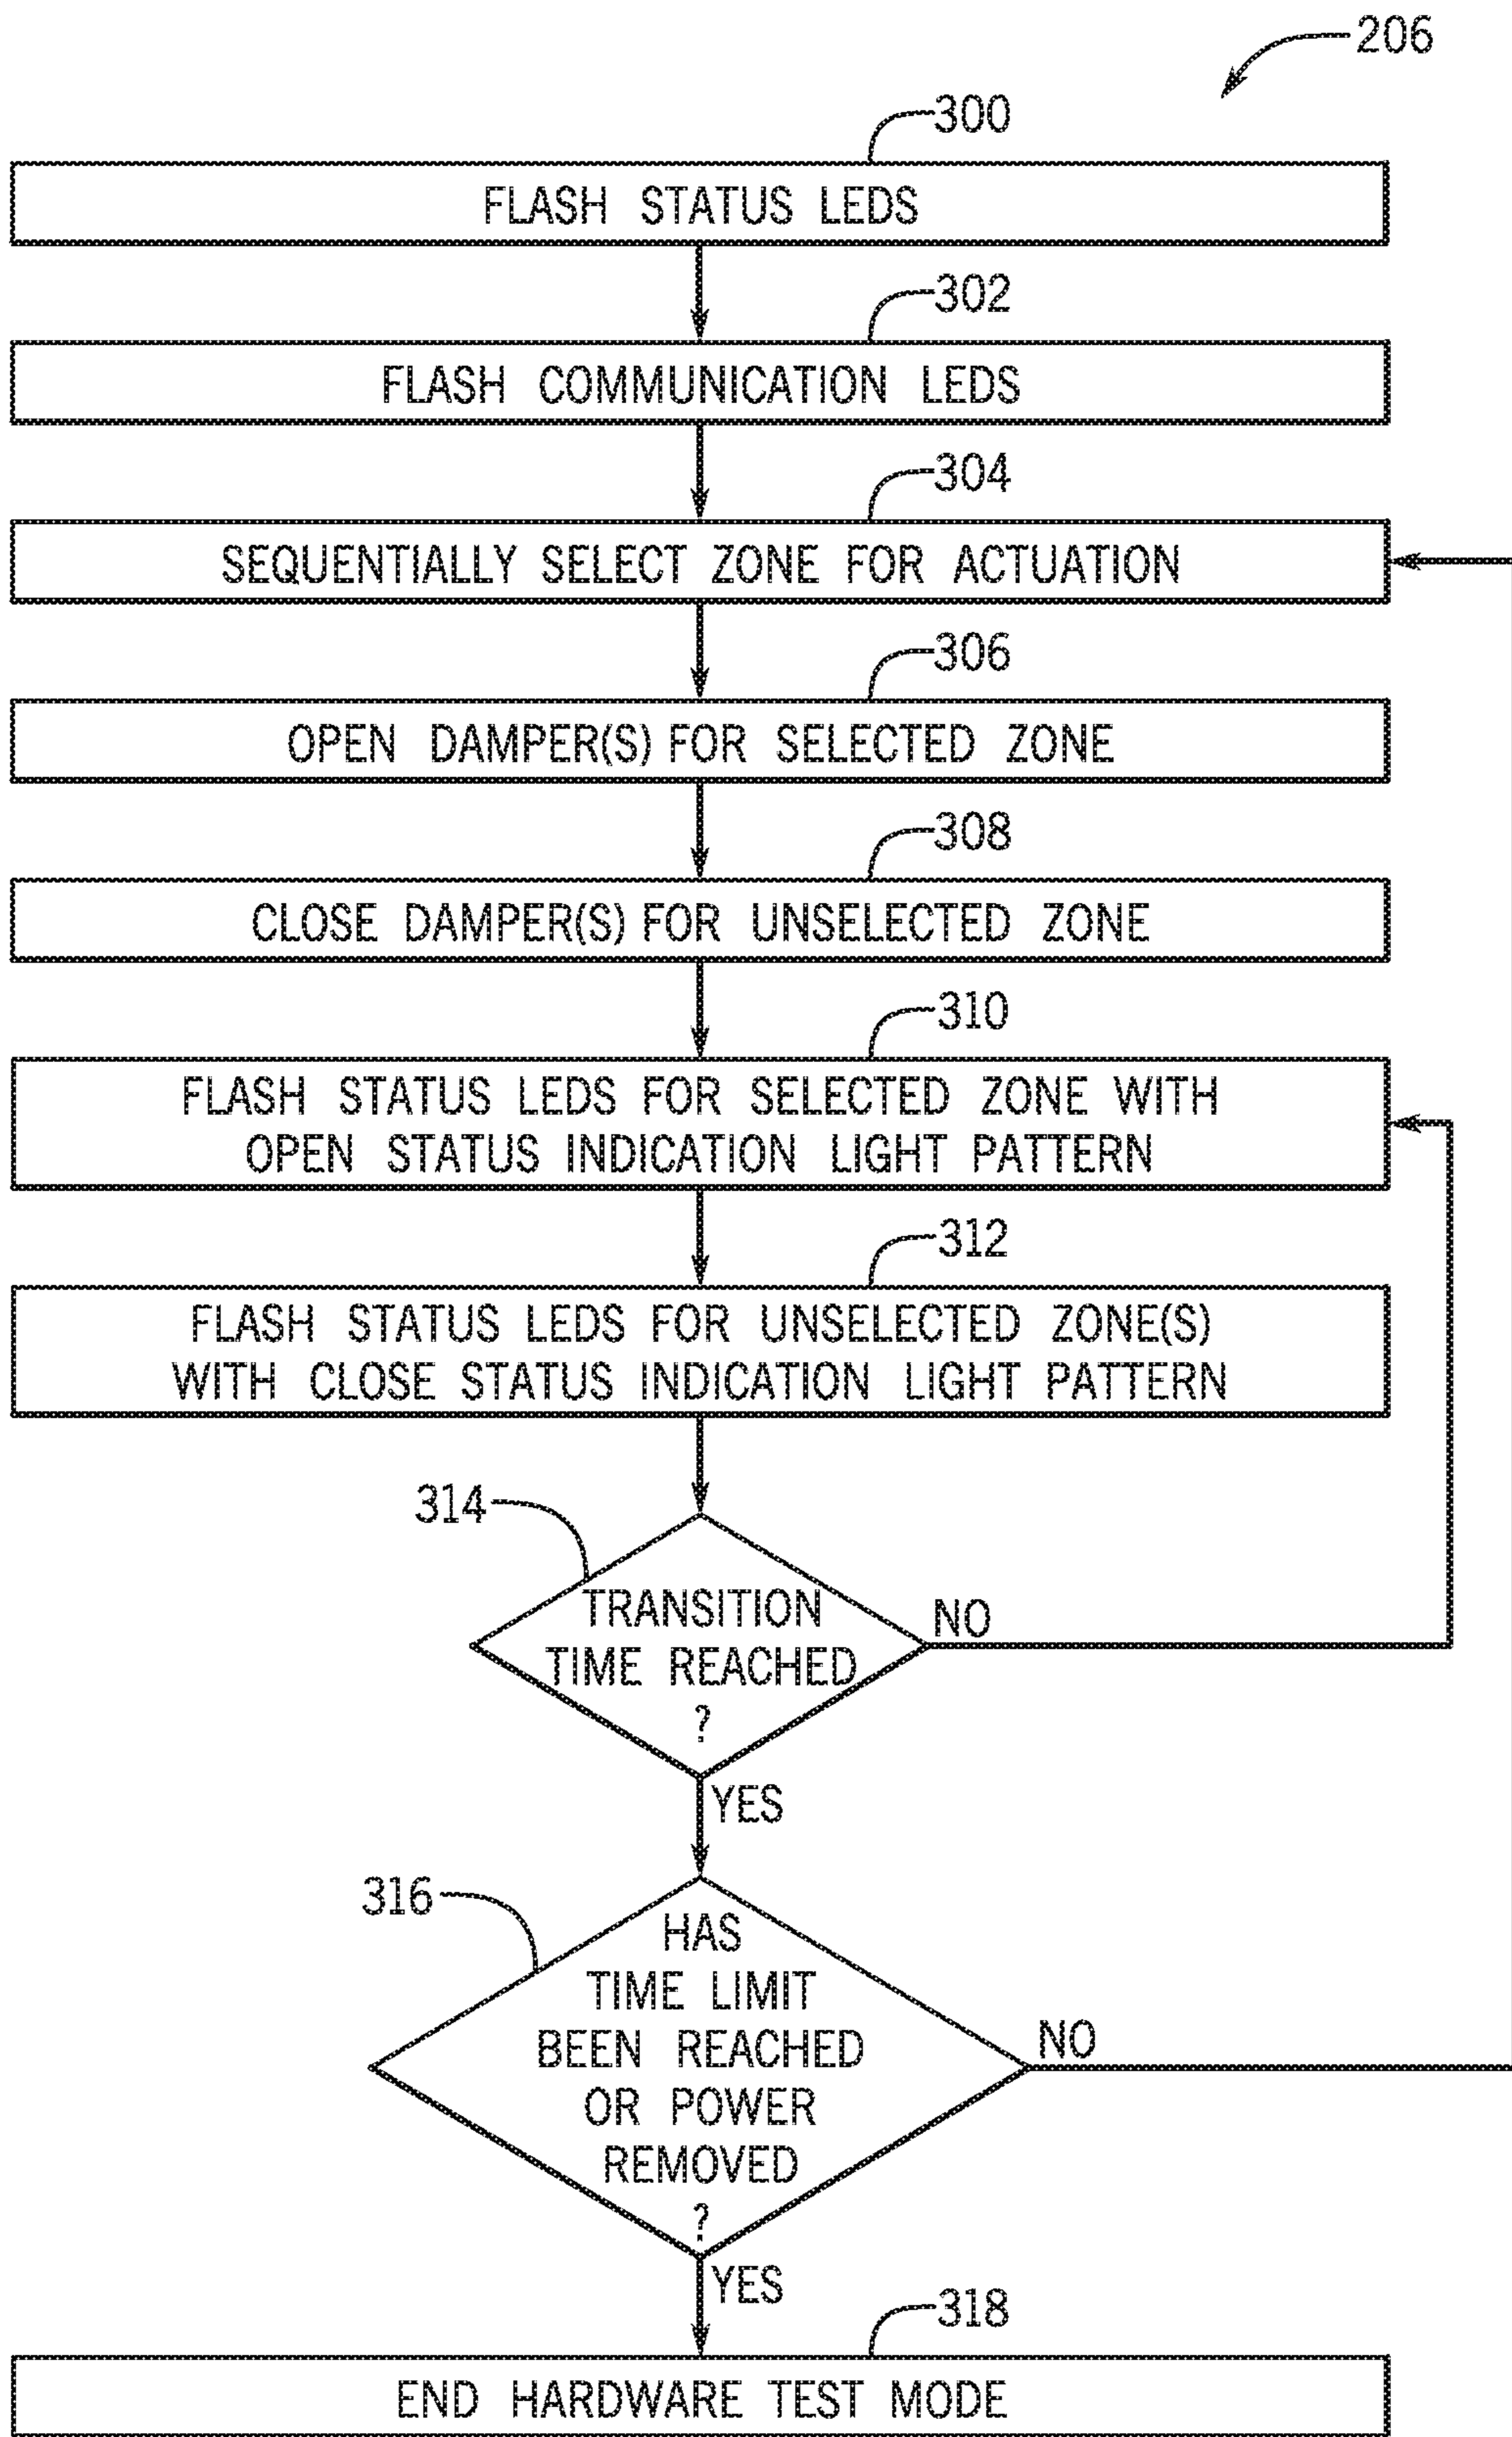 206
300
FLASH STATUS LEDS
302
FLASH COMMUNICATION LEDS
304
SEQUENTIALLY SELECT ZONE FOR ACTUATION
306
OPEN DAMPER(S) FOR SELECTED ZONE
308
CLOSE DAMPER(S) FOR UNSELECTED ZONE
310
FLASH STATUS LEDS FOR SELECTED ZONE WITH
OPEN STATUS INDICATION LIGHT PATTERN
312
FLASH STATUS LEDS FOR UNSELECTED ZONE(S)
WITH CLOSE STATUS INDICATION LIGHT PATTERN
314
TRANSITION
TIME REACHED
?
NO
YES
316
HAS
TIME LIMIT
BEEN REACHED
OR POWER
REMOVED
?
NO
YES
318
END HARDWARE TEST MODE